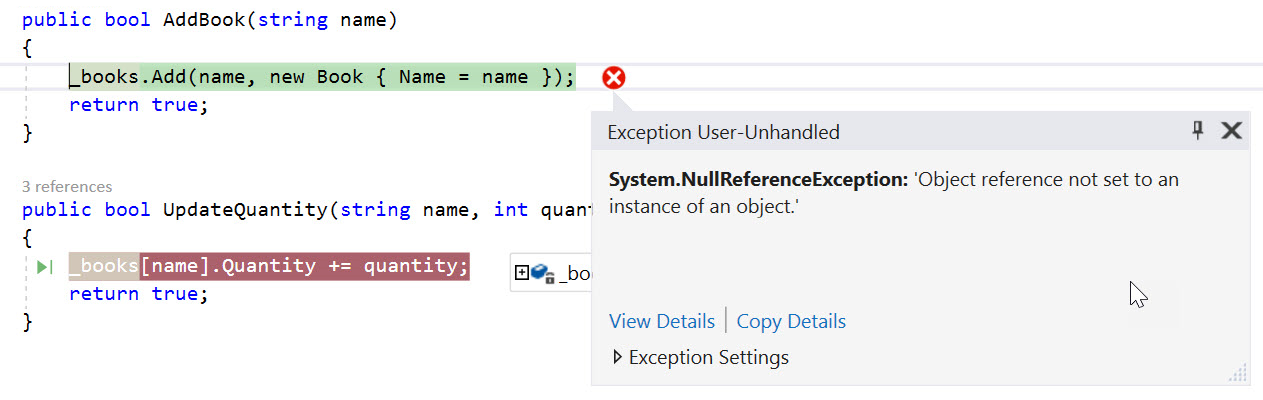 public bool AddBook(string name)
{
_books.Add(name, new Book { Name = name });
return true;
}
Exception User-Unhandled
System.NullReferenceException: 'Object reference not set to an
instance of an object.'
3 references
public bool UpdateQuantity(string name, int quant
{
_books[name].Quantity += quantity;
_bo
return true;
}
View Details | Copy Details
Exception Settings